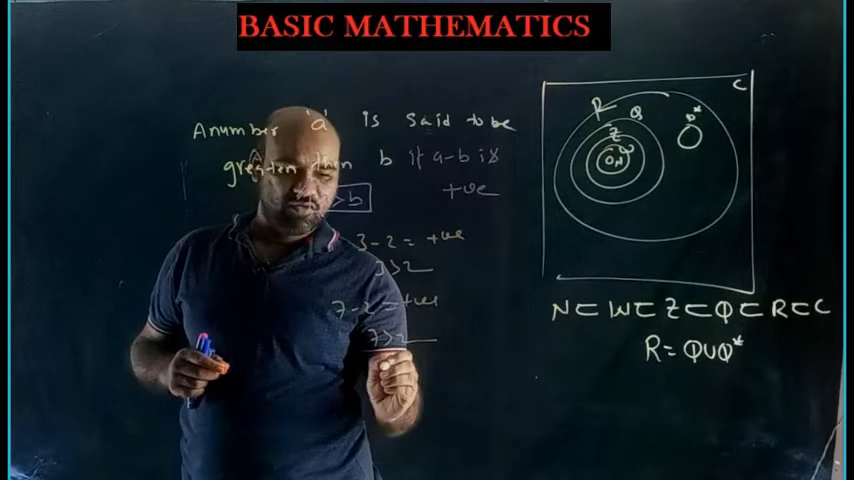 BASIC MATHEMATICS
A number 'a' is said to be
greater then b if a-b is
+ve
>b
3-2 = +ve
3>2
7-2 = +ve
7>2
C
R
Q
Q*
Z
W
N
N ⊂ W ⊂ Z ⊂ Q ⊂ R ⊂ C
R = Q ∪ Q*